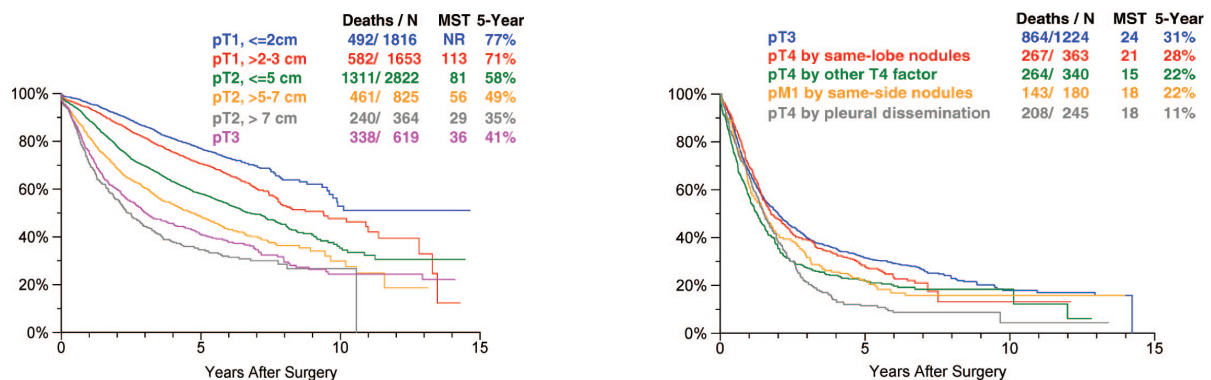 Deaths / N MST 5-Year
pT1, <=2cm 492/ 1816 NR 77%
pT1, >2-3 cm 582/ 1653 113 71%
pT2, <=5 cm 1311/ 2822 81 58%
pT2, >5-7 cm 461/ 825 56 49%
pT2, > 7 cm 240/ 364 29 35%
pT3 338/ 619 36 41%
100%
80%
60%
40%
20%
0%
0 5 10 15
Years After Surgery
Deaths / N MST 5-Year
pT3 864/1224 24 31%
pT4 by same-lobe nodules 267/ 363 21 28%
pT4 by other T4 factor 264/ 340 15 22%
pM1 by same-side nodules 143/ 180 18 22%
pT4 by pleural dissemination 208/ 245 18 11%
100%
80%
60%
40%
20%
0%
0 5 10 15
Years After Surgery